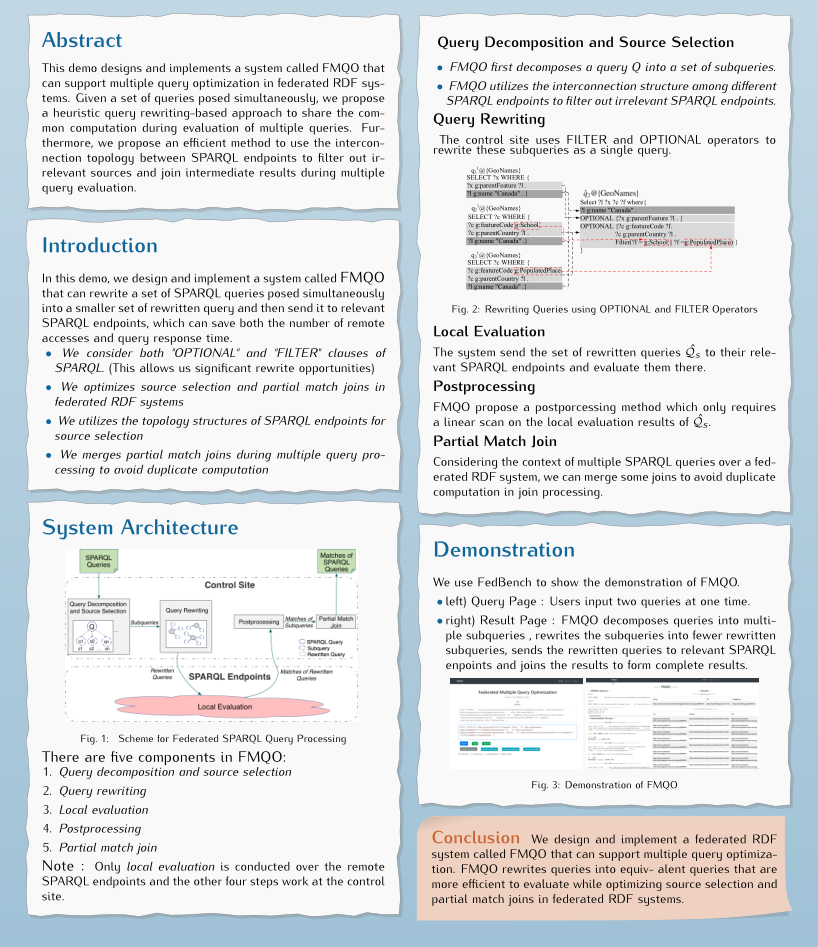 Abstract
This demo designs and implements a system called FMQO that
can support multiple query optimization in federated RDF sys-
tems. Given a set of queries posed simultaneously, we propose
a heuristic query rewriting-based approach to share the com-
mon computation during evaluation of multiple queries. Fur-
thermore, we propose an efficient method to use the intercon-
nection topology between SPARQL endpoints to filter out ir-
relevant sources and join intermediate results during multiple
query evaluation.
Introduction
In this demo, we design and implement a system called FMQO
that can rewrite a set of SPARQL queries posed simultaneously
into a smaller set of rewritten query and then send it to relevant
SPARQL endpoints, which can save both the number of remote
accesses and query response time.
• We consider both "OPTIONAL" and "FILTER" clauses of
SPARQL. (This allows us significant rewrite opportunities)
• We optimizes source selection and partial match joins in
federated RDF systems
• We utilizes the topology structures of SPARQL endpoints for
source selection
• We merges partial match joins during multiple query pro-
cessing to avoid duplicate computation
System Architecture
SPARQL
Queries
Matches of
SPARQL
Queries
Control Site
Query Decomposition
and Source Selection
Q
q1 q2 qn
s1 s2 sn
Subqueries
Query Rewriting
Postprocessing
Matches of
Subqueries
Partial Match
Join
SPARQL Query
Subquery
Rewritten Query
Rewritten
Queries
SPARQL Endpoints
Matches of Rewritten
Queries
Local Evaluation
Fig. 1: Scheme for Federated SPARQL Query Processing
There are five components in FMQO:
1. Query decomposition and source selection
2. Query rewriting
3. Local evaluation
4. Postprocessing
5. Partial match join
Note : Only local evaluation is conducted over the remote
SPARQL endpoints and the other four steps work at the control
site.
Query Decomposition and Source Selection
• FMQO first decomposes a query Q into a set of subqueries.
• FMQO utilizes the interconnection structure among different
SPARQL endpoints to filter out irrelevant SPARQL endpoints.
Query Rewriting
The control site uses FILTER and OPTIONAL operators to
rewrite these subqueries as a single query.
@{GeoNames}
SELECT ?x WHERE {
?x g:parentFeature ?l .
?l g:name "Canada" . }
@{GeoNames}
SELECT ?c WHERE {
?c g:featureCode g:School.
?c g:parentCountry ?l .
?l g:name "Canada" . }
@{GeoNames}
SELECT ?c WHERE {
?c g:featureCode g:PopulatedPlace.
?c g:parentCountry ?l .
?l g:name "Canada" . }
@{GeoNames}
Select ?l ?x ?c ?f where{
?l g:name "Canada" .
OPTIONAL {?x g:parentFeature ?l . }
OPTIONAL {?c g:featureCode ?f.
?c g:parentCountry ?l .
Filter(?f = g:School || ?f =g:PopulatedPlace) }
}
Fig. 2: Rewriting Queries using OPTIONAL and FILTER Operators
Local Evaluation
The system send the set of rewritten queries Q̂s to their rele-
vant SPARQL endpoints and evaluate them there.
Postprocessing
FMQO propose a postporcessing method which only requires
a linear scan on the local evaluation results of Q̂s.
Partial Match Join
Considering the context of multiple SPARQL queries over a fed-
erated RDF system, we can merge some joins to avoid duplicate
computation in join processing.
Demonstration
We use FedBench to show the demonstration of FMQO.
• left) Query Page : Users input two queries at one time.
• right) Result Page : FMQO decomposes queries into multi-
ple subqueries , rewrites the subqueries into fewer rewritten
subqueries, sends the rewritten queries to relevant SPARQL
enpoints and joins the results to form complete results.
Federated Multiple Query Optimization
FMQO
Fig. 3: Demonstration of FMQO
Conclusion We design and implement a federated RDF
system called FMQO that can support multiple query optimiza-
tion. FMQO rewrites queries into equiv- alent queries that are
more efficient to evaluate while optimizing source selection and
partial match joins in federated RDF systems.